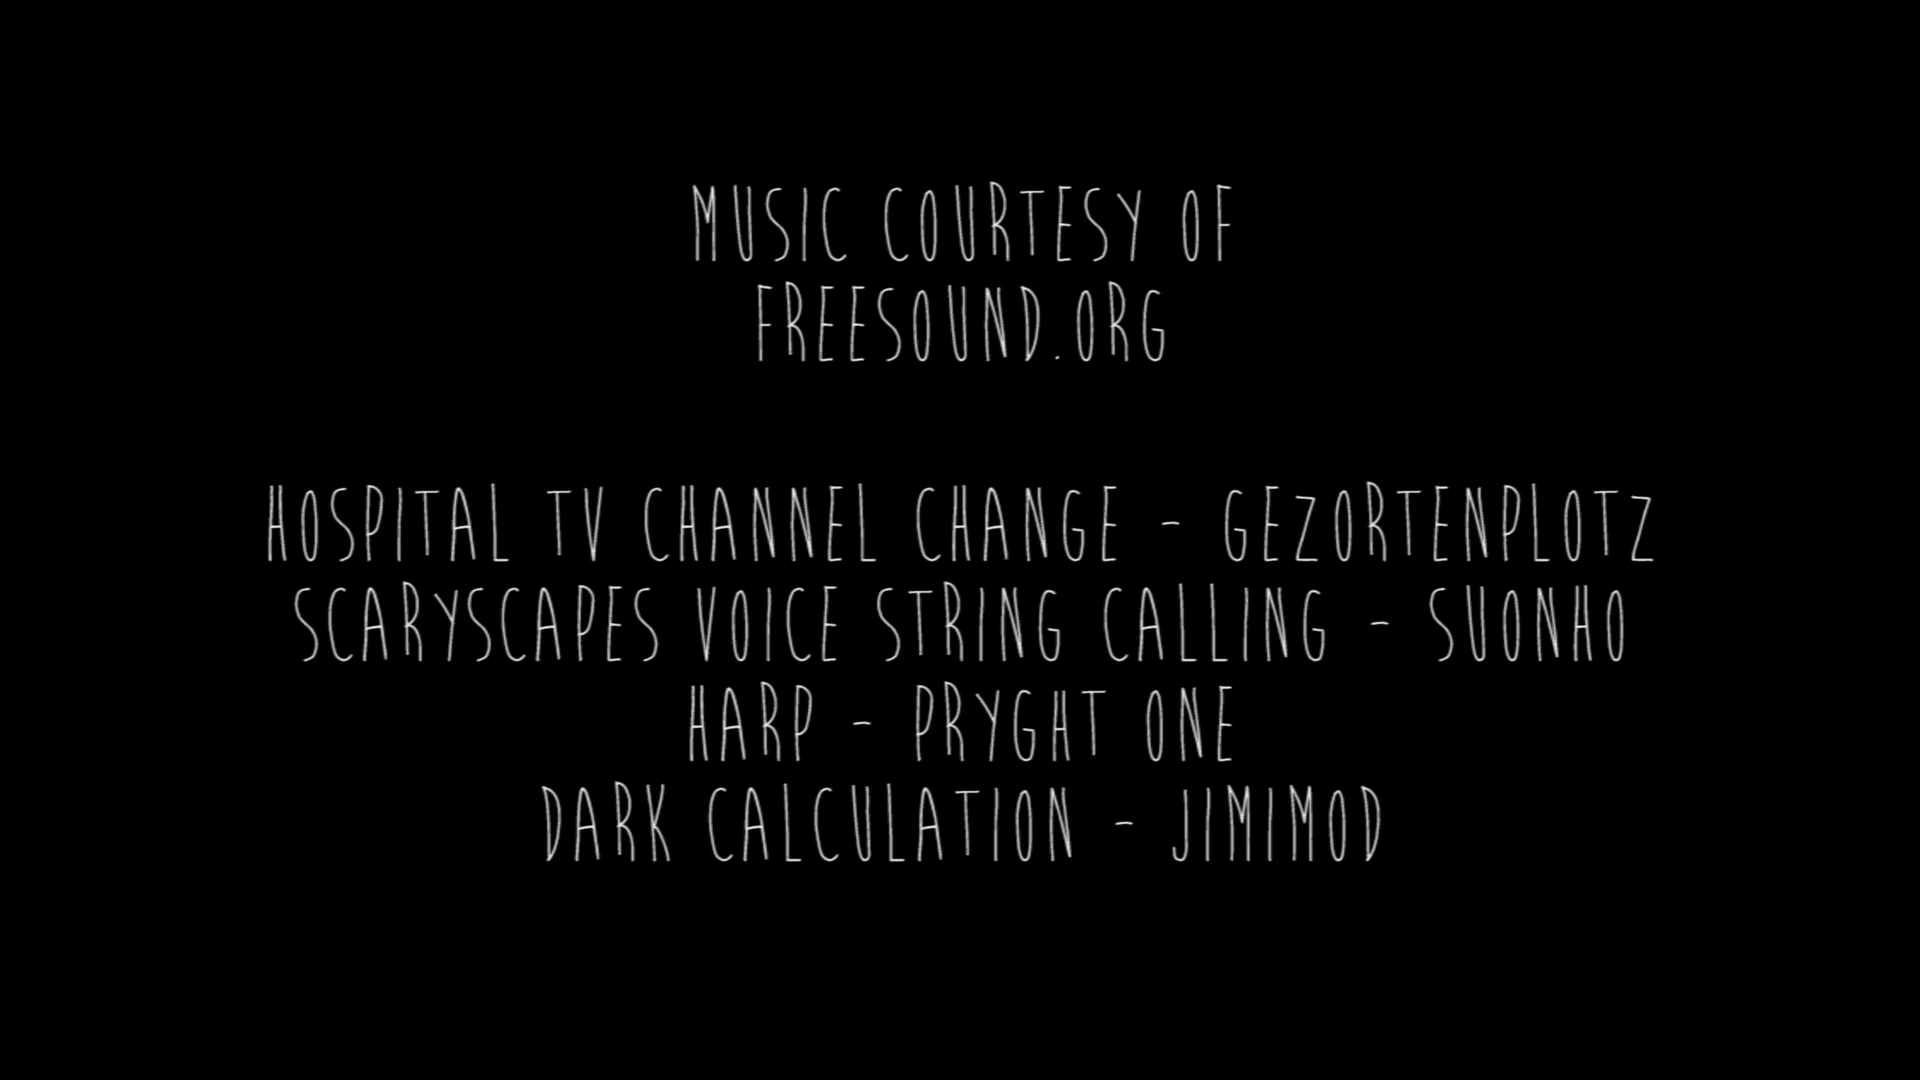 MUSIC COURTESY OF
FREESOUND.ORG
HOSPITAL TV CHANNEL CHANGE - GEZORTENPLOTZ
SCARYSCAPES VOICE STRING CALLING - SUONHO
HARP - PRYGHT ONE
DARK CALCULATION - JIMIMOD